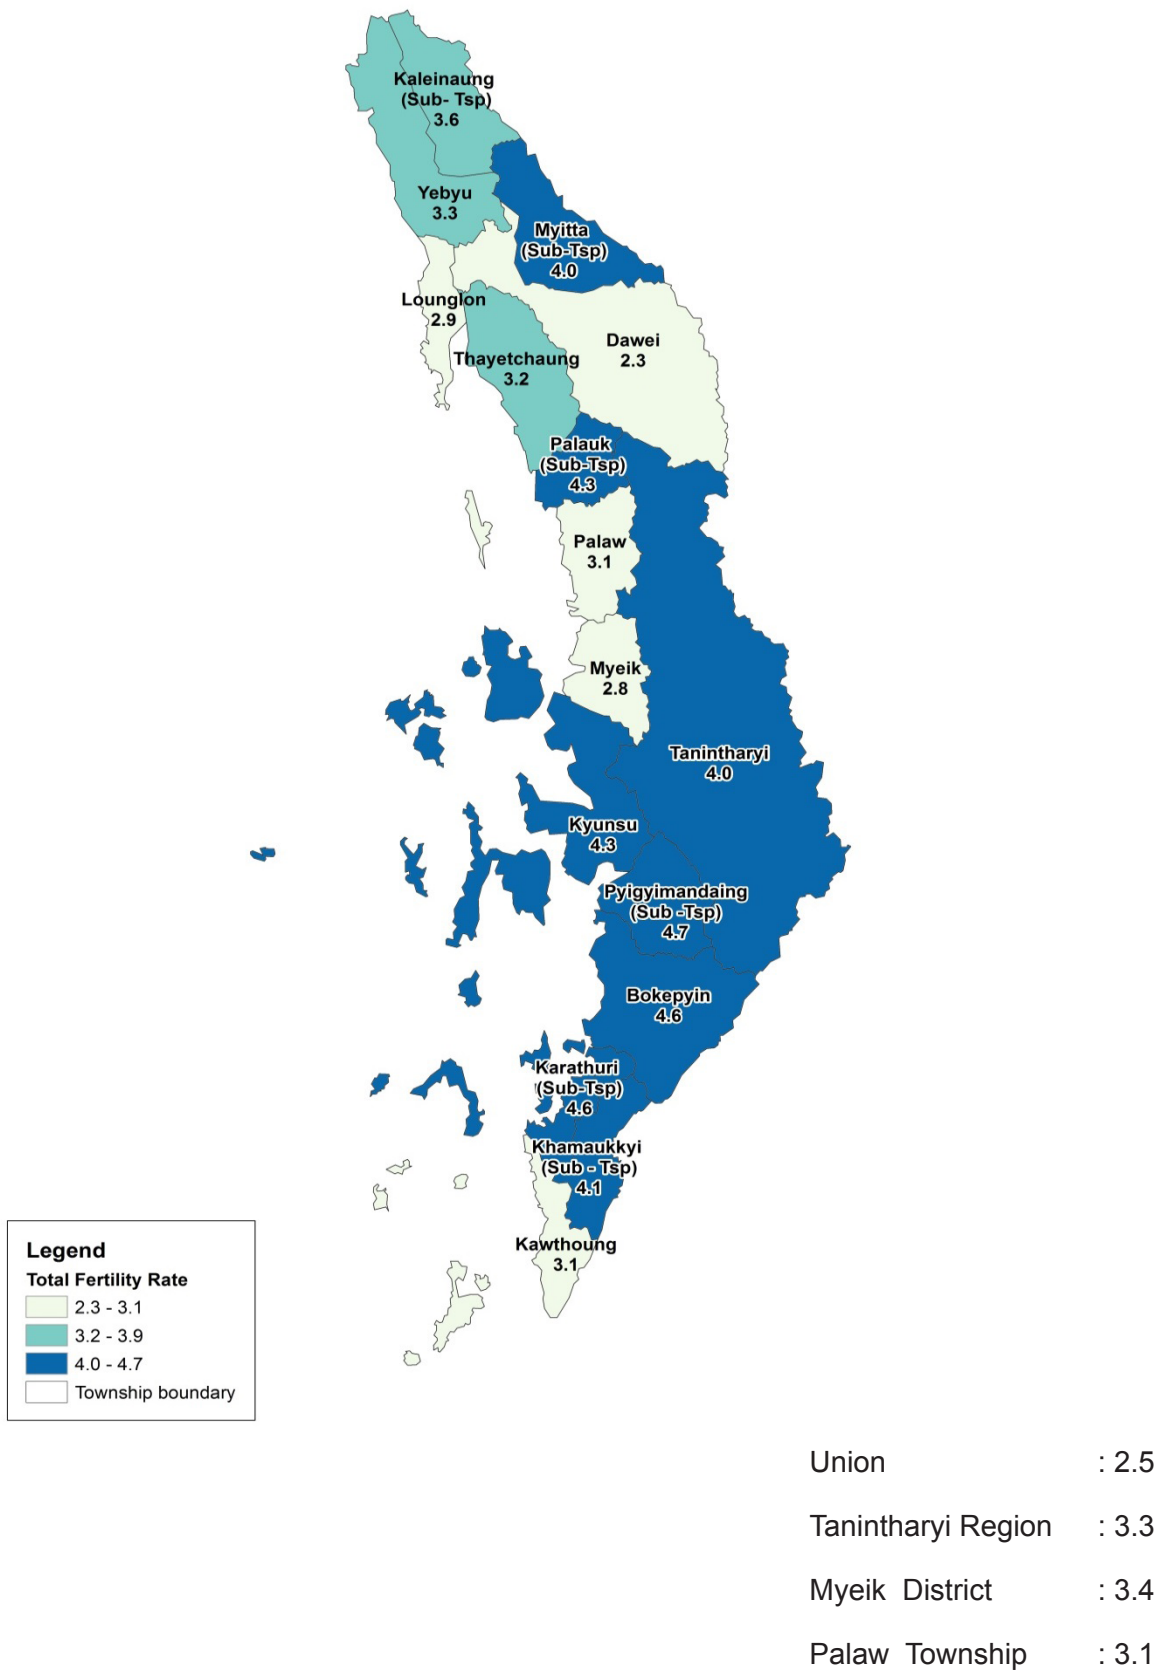 Kaleinaung
(Sub- Tsp)
3.6
Yebyu
3.3
Myitta
(Sub-Tsp)
4.0
Launglon
2.9
Dawei
2.3
Thayetchaung
3.2
Palauk
(Sub-Tsp)
4.3
Palaw
3.1
Myeik
2.8
Tanintharyi
4.0
Kyunsu
4.3
Pyigyimandaing
(Sub -Tsp)
4.7
Bokepyin
4.6
Karathuri
(Sub-Tsp)
4.6
Khamaukkyi
(Sub - Tsp)
4.1
Kawthoung
3.1
Legend
Total Fertility Rate
2.3 - 3.1
3.2 - 3.9
4.0 - 4.7
Township boundary
Union : 2.5
Tanintharyi Region : 3.3
Myeik District : 3.4
Palaw Township : 3.1